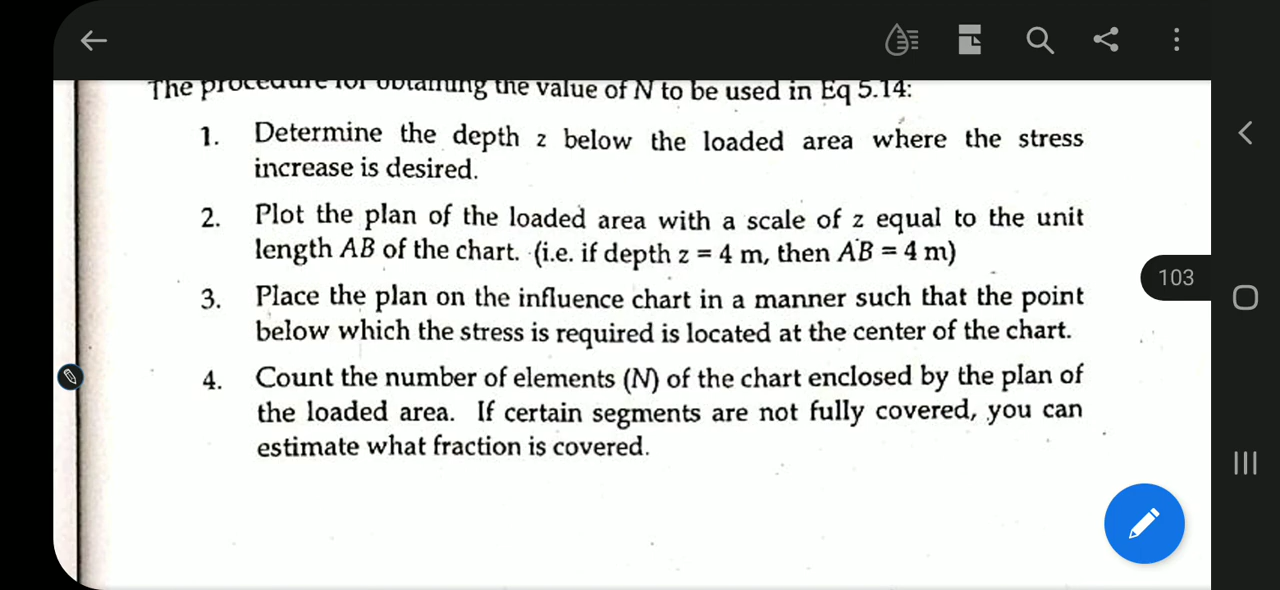 The procedure for obtaining the value of N to be used in Eq 5.14:
1. Determine the depth z below the loaded area where the stress
increase is desired.
2. Plot the plan of the loaded area with a scale of z equal to the unit
length AB of the chart. (i.e. if depth z = 4 m, then AB = 4 m)
103
3. Place the plan on the influence chart in a manner such that the point
below which the stress is required is located at the center of the chart.
4. Count the number of elements (N) of the chart enclosed by the plan of
the loaded area. If certain segments are not fully covered, you can
estimate what fraction is covered.